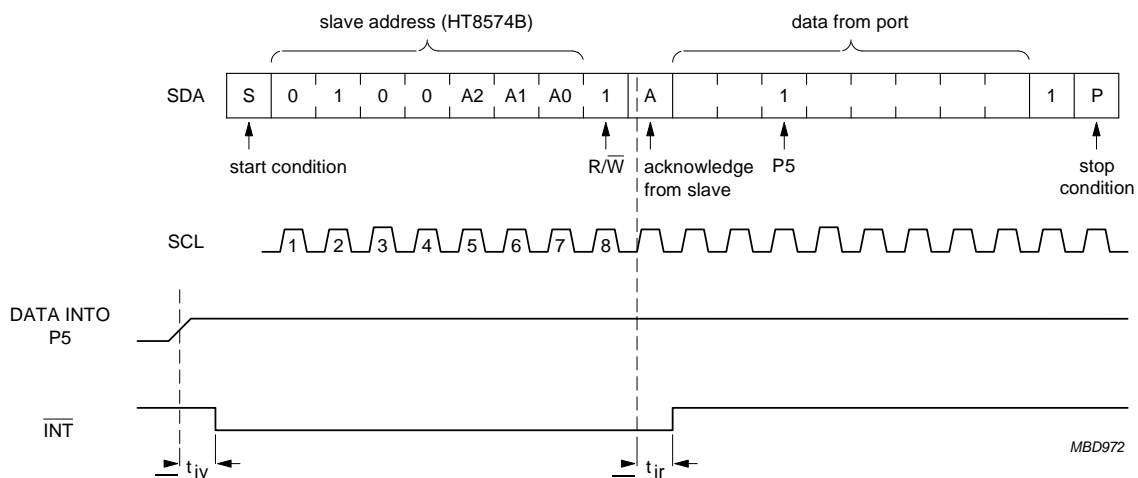 slave address (HT8574B)
data from port
SDA
S 0 1 0 0 A2 A1 A0 1 A 1 1 P
start condition
R/W̅
acknowledge
from slave
P5
stop
condition
SCL
1 2 3 4 5 6 7 8
DATA INTO
P5
I̅N̅T̅
t iv
t ir
MBD972